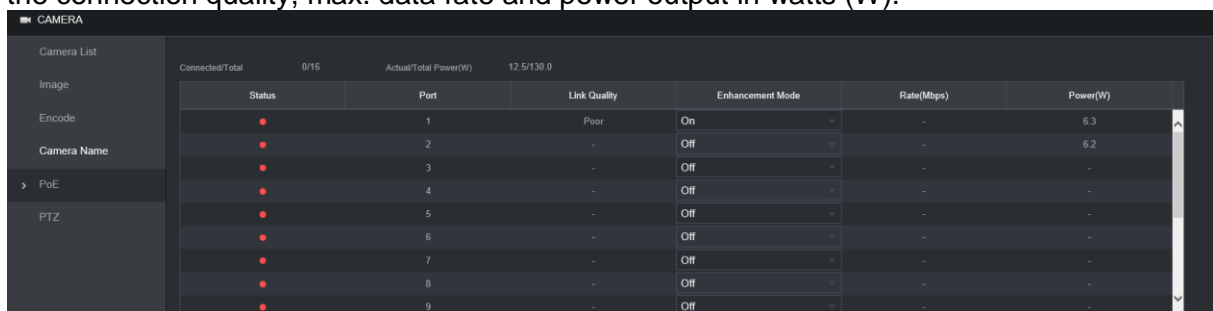 the connection quality, max. data rate and power output in watts (W).
CAMERA
Camera List
Image
Encode
Camera Name
PoE
PTZ
Connected/Total 0/16 Actual/Total Power(W) 12.5/130.0
Status Port Link Quality Enhancement Mode Rate(Mbps) Power(W)
1 Poor On - 6.3
2 - Off - 6.2
3 - Off - -
4 - Off - -
5 - Off - -
6 - Off - -
7 - Off - -
8 - Off - -
9 - Off - -